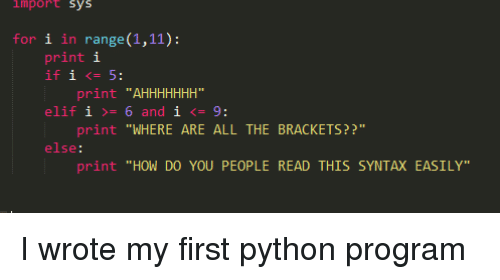 import sys
for i in range(1,11):
print i
if i <= 5:
print "AHHHHHHH"
elif i >= 6 and i <= 9:
print "WHERE ARE ALL THE BRACKETS??"
else:
print "HOW DO YOU PEOPLE READ THIS SYNTAX EASILY"
I wrote my first python program